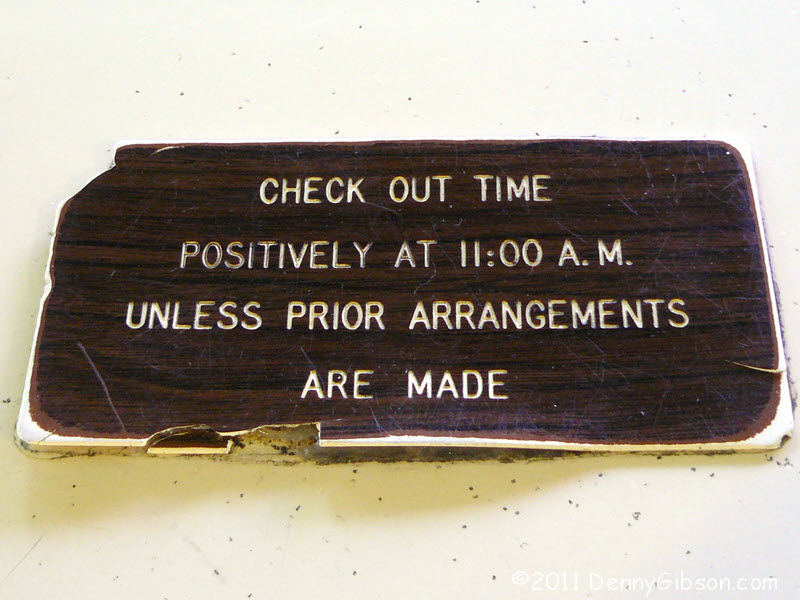 CHECK OUT TIME
POSITIVELY AT 11:00 A.M.
UNLESS PRIOR ARRANGEMENTS
ARE MADE
©2011 DennyGibson.com